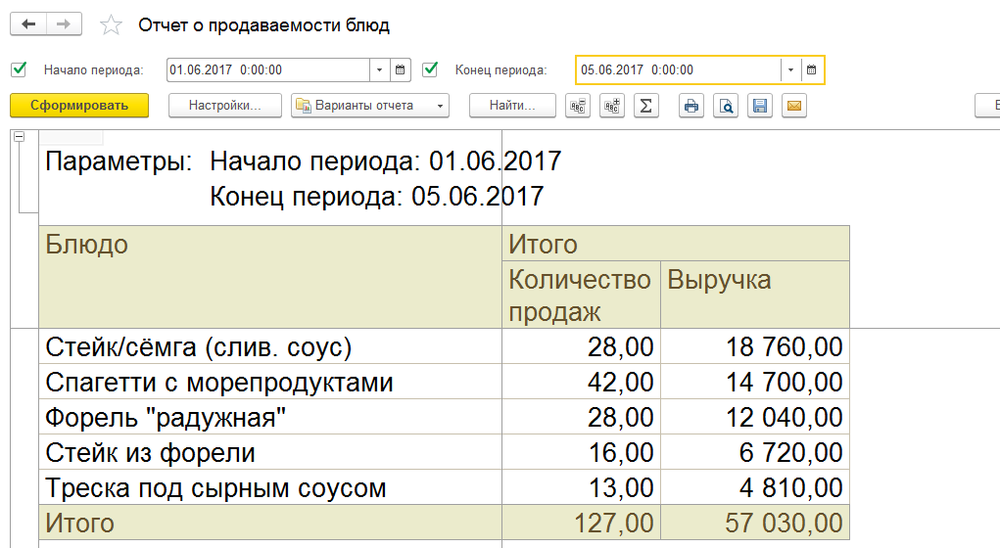 Отчет о продаваемости блюд
Начало периода: 01.06.2017 0:00:00 Конец периода: 05.06.2017 0:00:00
Сформировать Настройки... Варианты отчета Найти...
Параметры: Начало периода: 01.06.2017
Конец периода: 05.06.2017
Блюдо Итого
Количество продаж Выручка
Стейк/сёмга (слив. соус) 28,00 18 760,00
Спагетти с морепродуктами 42,00 14 700,00
Форель "радужная" 28,00 12 040,00
Стейк из форели 16,00 6 720,00
Треска под сырным соусом 13,00 4 810,00
Итого 127,00 57 030,00